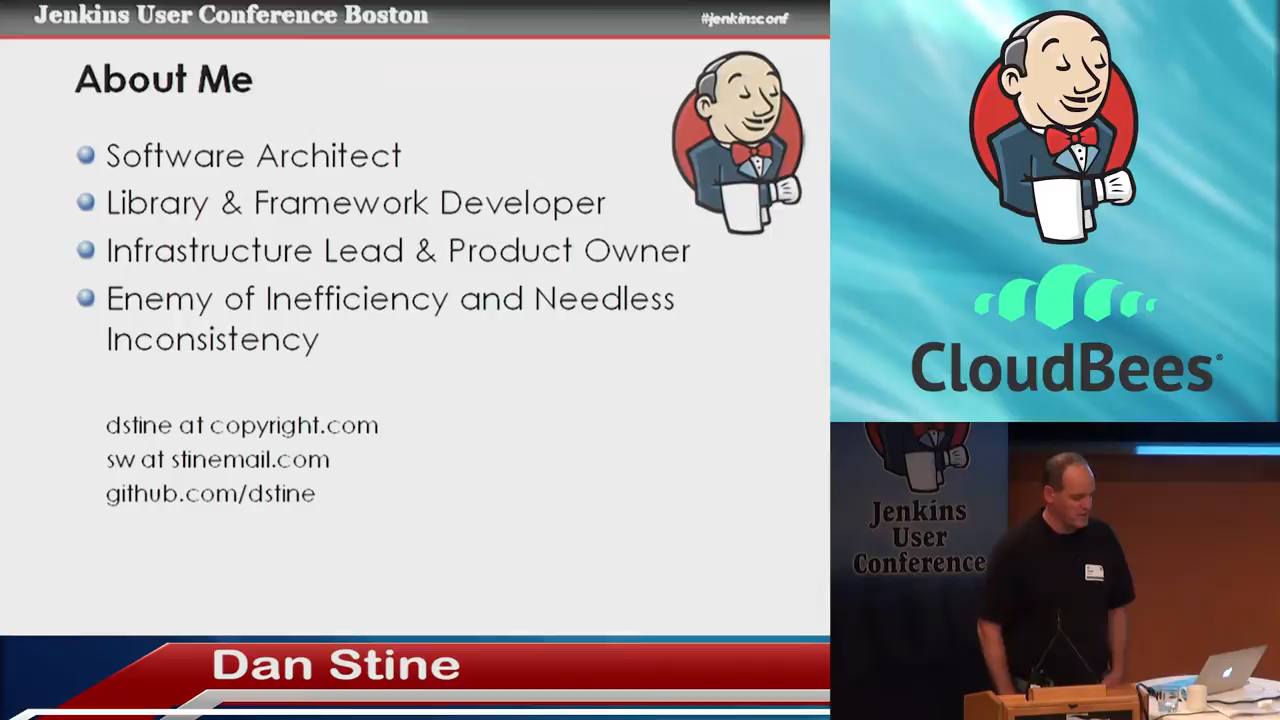 Jenkins User Conference Boston
#jenkinsconf
About Me
Software Architect
Library & Framework Developer
Infrastructure Lead & Product Owner
Enemy of Inefficiency and Needless
Inconsistency
dstine at copyright.com
sw at stinemail.com
github.com/dstine
Dan Stine
CloudBees
Jenkins
User
Conference